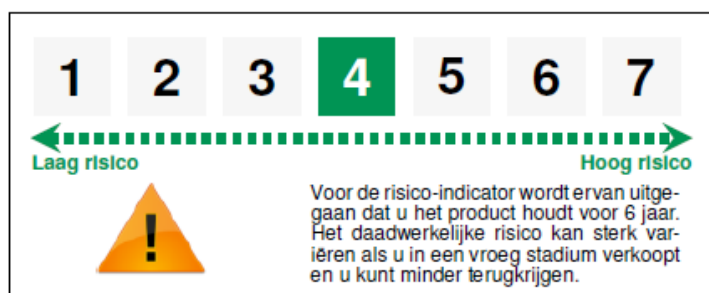 1 2 3 4 5 6 7
Laag risico Hoog risico
!
Voor de risico-indicator wordt ervan uitge-
gaan dat u het product houdt voor 6 jaar.
Het daadwerkelijke risico kan sterk var-
iëren als u in een vroeg stadium verkoopt
en u kunt minder terugkrijgen.